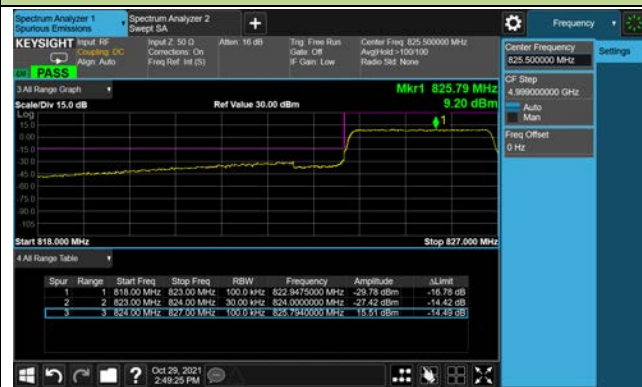 Spectrum Analyzer 1
Spurious Emissions
Spectrum Analyzer 2
Swept SA
Frequency
KEYSIGHT
Input: RF
Coupling: DC
Align: Auto
Input Z: 50 Ω
Corrections: On
Freq Ref: Int (S)
Atten: 16 dB
Trig: Free Run
Gate: Off
IF Gain: Low
Center Freq: 825.500000 MHz
Avg|Hold:>100/100
Radio Std: None
PASS
Center Frequency
825.500000 MHz
Settings
CF Step
4.999000000 GHz
Auto
Man
Freq Offset
0 Hz
3 All Range Graph
Scale/Div 15.0 dB
Ref Value 30.00 dBm
Mkr1 825.79 MHz
9.20 dBm
Log
15.0
0.00
-15.0
-30.0
-45.0
-60.0
-75.0
-90.0
-105
1
Start 818.000 MHz
Stop 827.000 MHz
4 All Range Table
Spur Range Start Freq Stop Freq RBW Frequency Amplitude ΔLimit
1 1 818.00 MHz 823.00 MHz 100.0 kHz 822.9475000 MHz -29.78 dBm -16.78 dB
2 2 823.00 MHz 824.00 MHz 30.00 kHz 824.0000000 MHz -27.42 dBm -14.42 dB
3 3 824.00 MHz 827.00 MHz 100.0 kHz 825.7940000 MHz 15.51 dBm -14.49 dB
Oct 29, 2021
2:49:25 PM